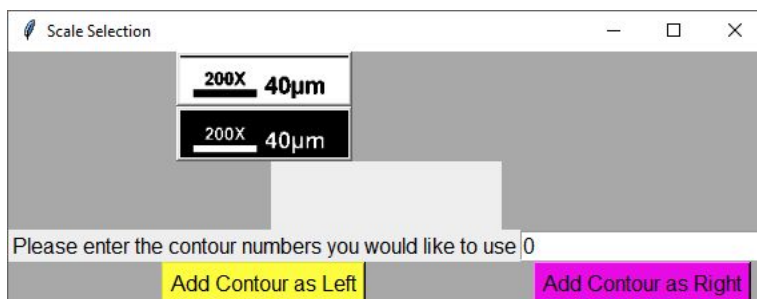 Scale Selection
200X 40µm
200X 40µm
Please enter the contour numbers you would like to use 0
Add Contour as Left Add Contour as Right